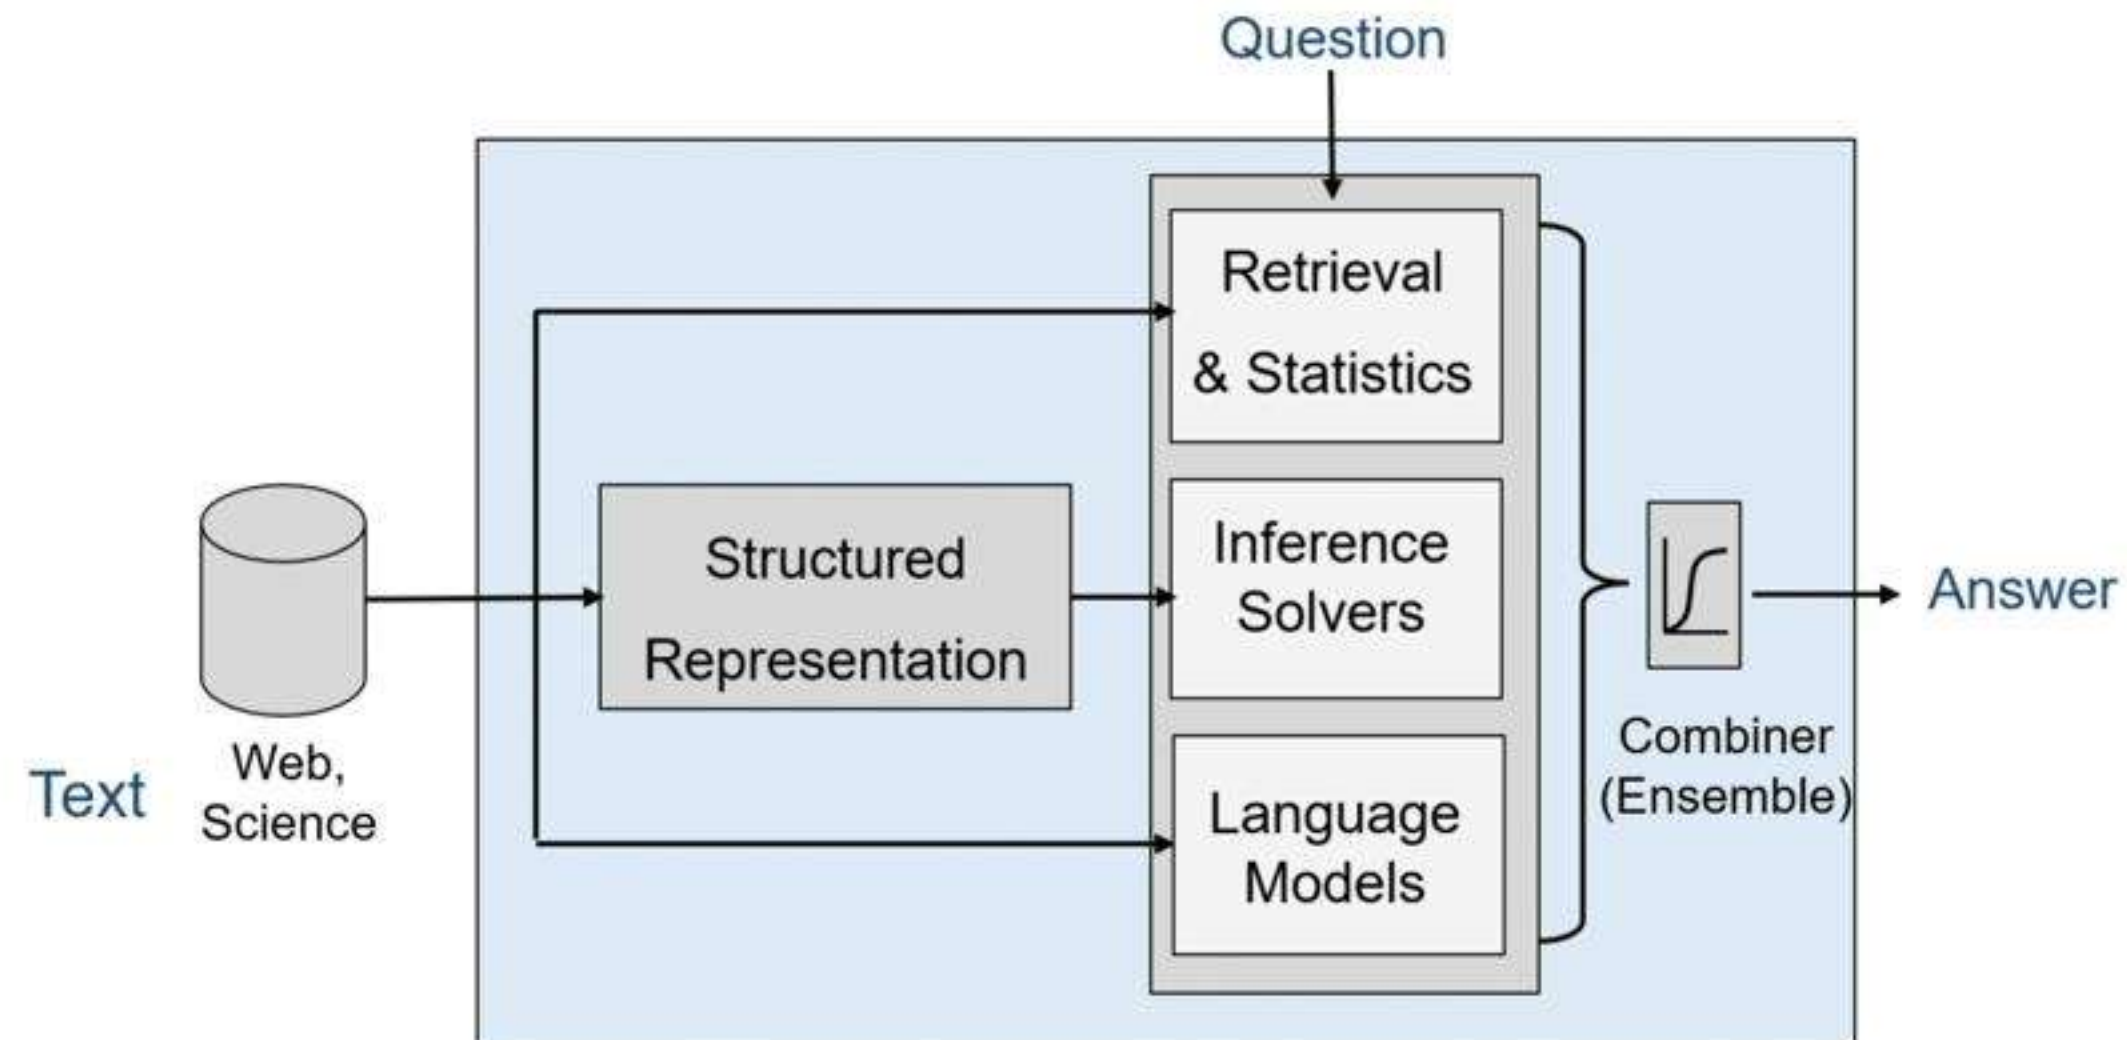 Question
Retrieval
& Statistics
Structured
Representation
Inference
Solvers
Language
Models
Text
Web,
Science
Combiner
(Ensemble)
Answer